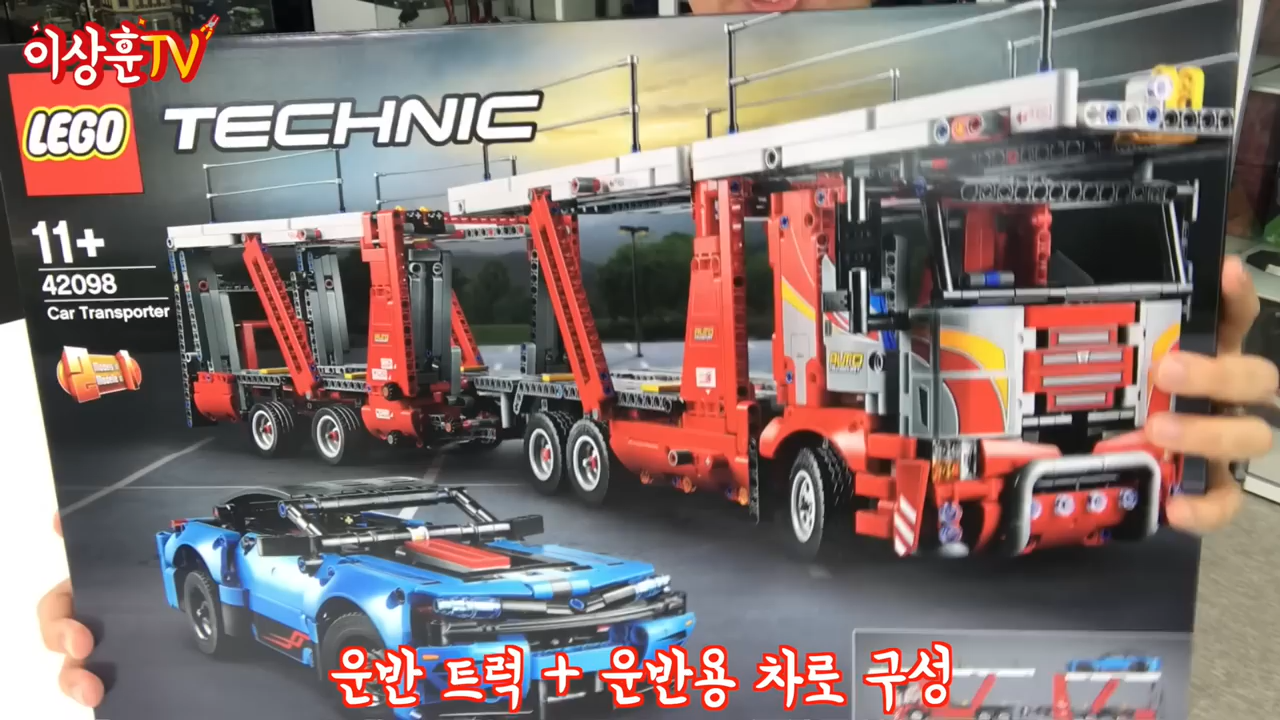 이상훈TV
LEGO
TECHNIC
11+
42098
Car Transporter
AUTO
운반 트럭 + 운반용 차로 구성